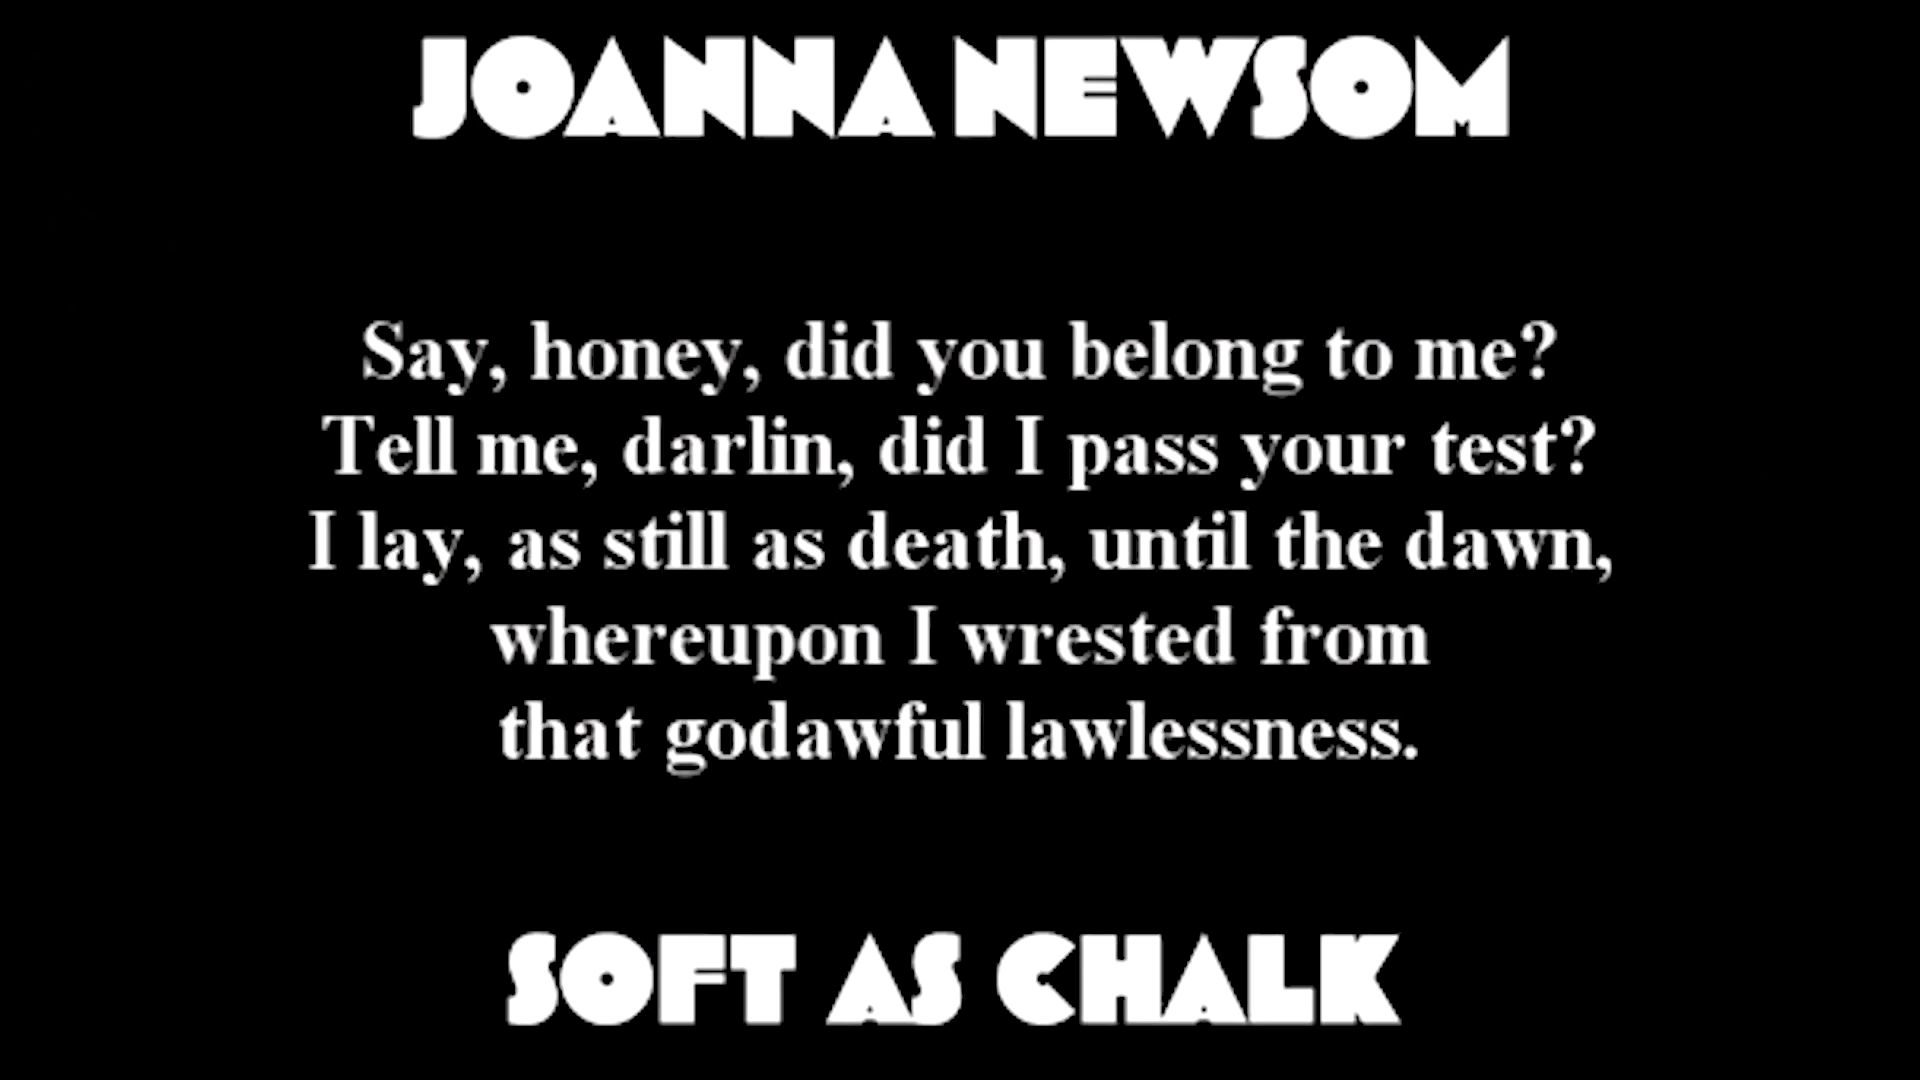 JOANNA NEWSOM
Say, honey, did you belong to me?
Tell me, darlin, did I pass your test?
I lay, as still as death, until the dawn,
whereupon I wrested from
that godawful lawlessness.
SOFT AS CHALK